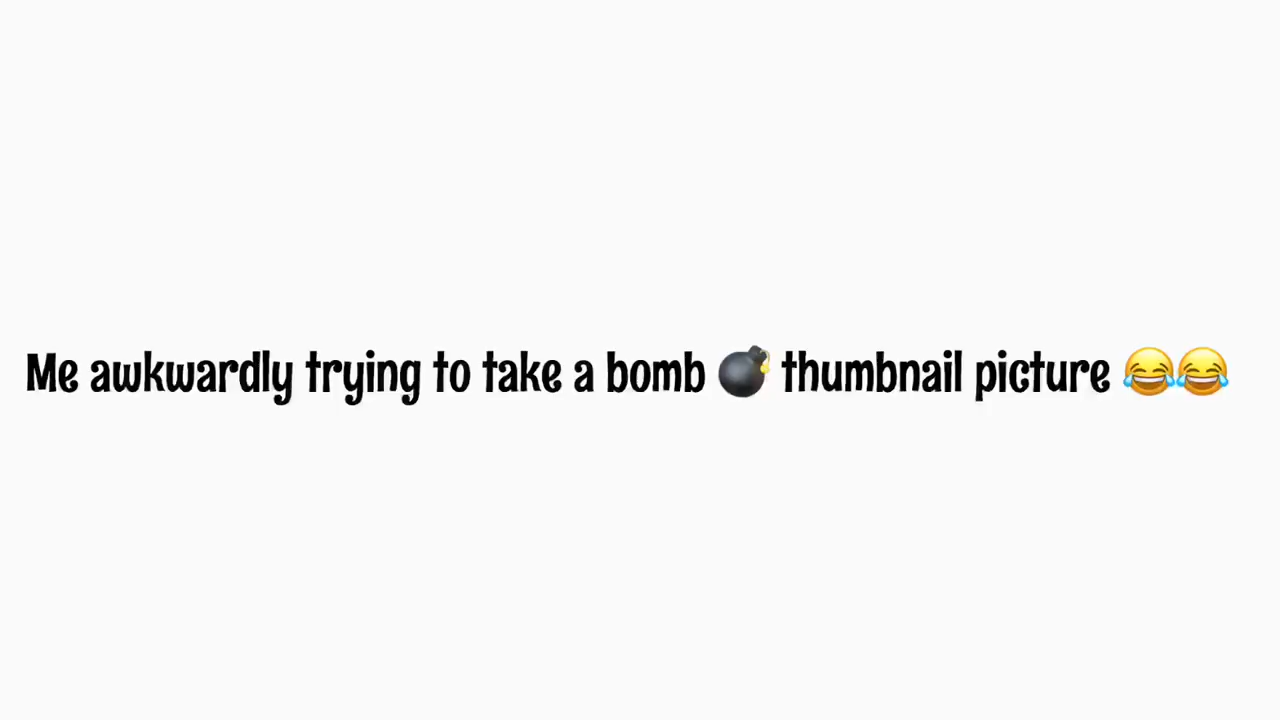 Me awkwardly trying to take a bomb 💣 thumbnail picture 😂😂